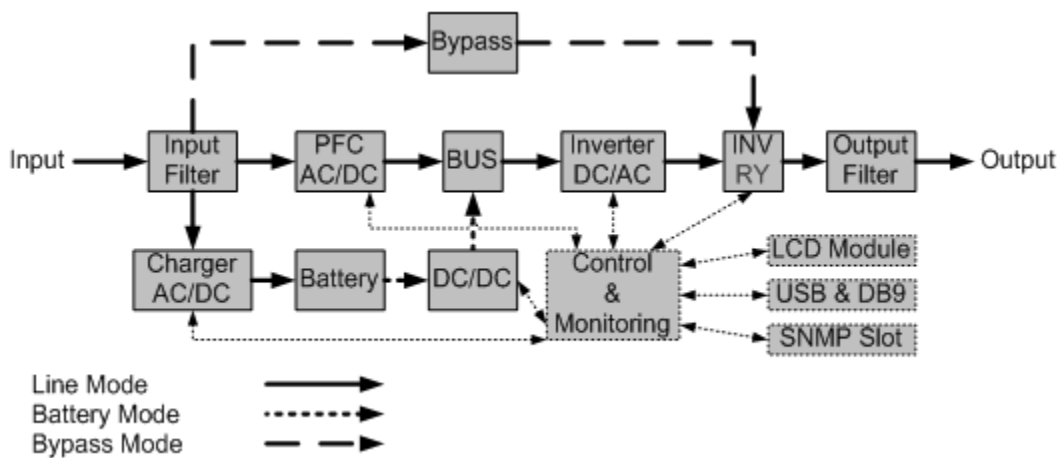 Bypass
Input
Input
Filter
PFC
AC/DC
BUS
Inverter
DC/AC
INV
RY
Output
Filter
Output
Charger
AC/DC
Battery
DC/DC
Control
&
Monitoring
LCD Module
USB & DB9
SNMP Slot
Line Mode
Battery Mode
Bypass Mode